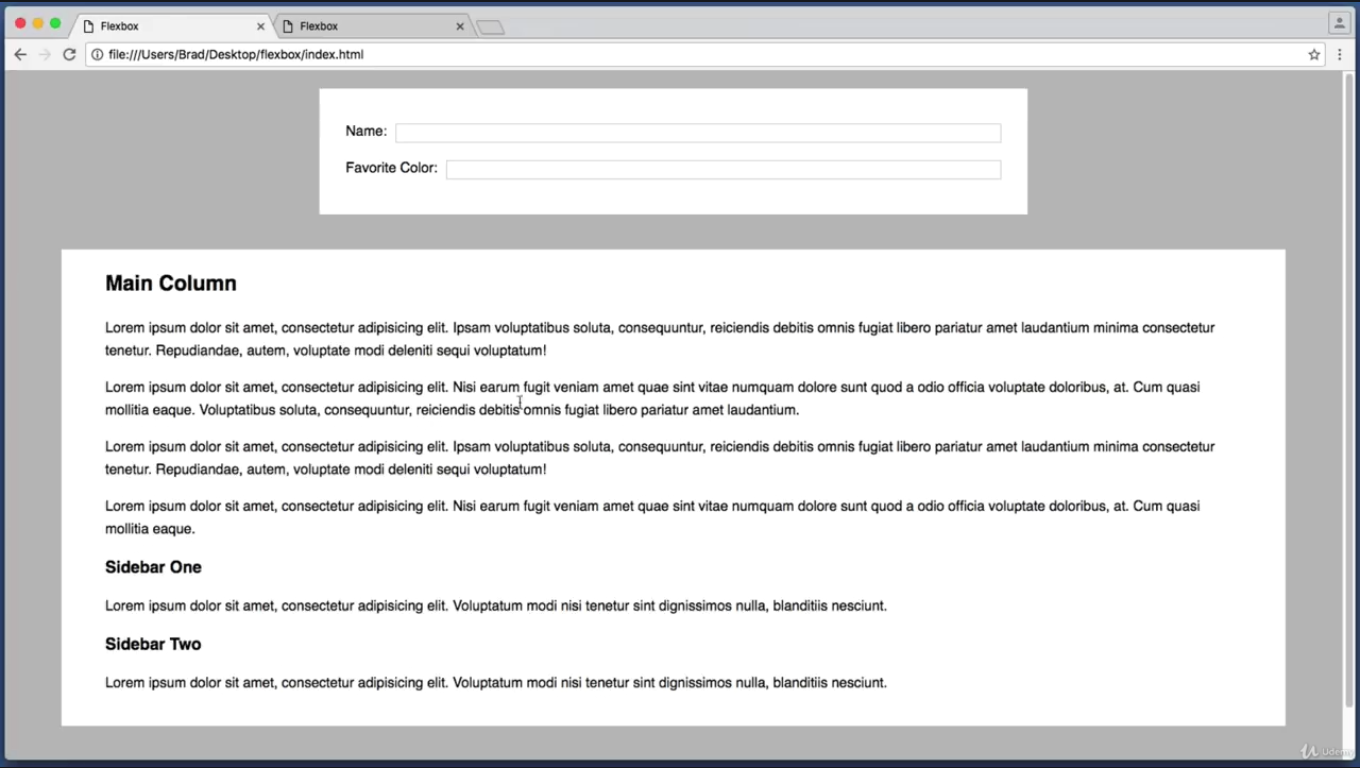 Flexbox
Flexbox
file:///Users/Brad/Desktop/flexbox/index.html
Name:
Favorite Color:
Main Column
Lorem ipsum dolor sit amet, consectetur adipisicing elit. Ipsam voluptatibus soluta, consequuntur, reiciendis debitis omnis fugiat libero pariatur amet laudantium minima consectetur
tenetur. Repudiandae, autem, voluptate modi deleniti sequi voluptatum!
Lorem ipsum dolor sit amet, consectetur adipisicing elit. Nisi earum fugit veniam amet quae sint vitae numquam dolore sunt quod a odio officia voluptate doloribus, at. Cum quasi
mollitia eaque. Voluptatibus soluta, consequuntur, reiciendis debitis omnis fugiat libero pariatur amet laudantium.
Lorem ipsum dolor sit amet, consectetur adipisicing elit. Ipsam voluptatibus soluta, consequuntur, reiciendis debitis omnis fugiat libero pariatur amet laudantium minima consectetur
tenetur. Repudiandae, autem, voluptate modi deleniti sequi voluptatum!
Lorem ipsum dolor sit amet, consectetur adipisicing elit. Nisi earum fugit veniam amet quae sint vitae numquam dolore sunt quod a odio officia voluptate doloribus, at. Cum quasi
mollitia eaque.
Sidebar One
Lorem ipsum dolor sit amet, consectetur adipisicing elit. Voluptatum modi nisi tenetur sint dignissimos nulla, blanditiis nesciunt.
Sidebar Two
Lorem ipsum dolor sit amet, consectetur adipisicing elit. Voluptatum modi nisi tenetur sint dignissimos nulla, blanditiis nesciunt.
Udemy